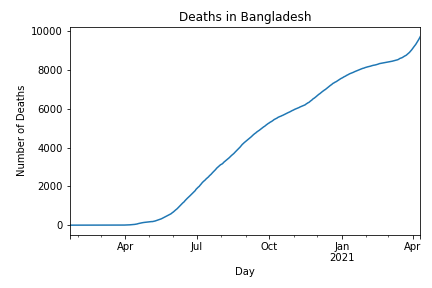 Deaths in Bangladesh
10000
8000
6000
4000
2000
0
Number of Deaths
Apr Jul Oct Jan Apr
2021
Day